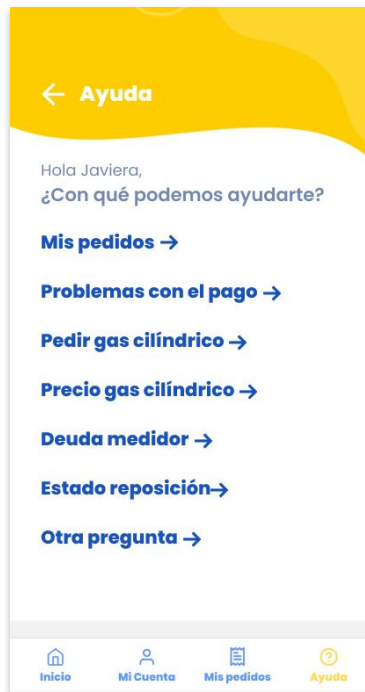 ← Ayuda
Hola Javiera,
¿Con qué podemos ayudarte?
Mis pedidos →
Problemas con el pago →
Pedir gas cilíndrico →
Precio gas cilíndrico →
Deuda medidor →
Estado reposición→
Otra pregunta →
Inicio Mi Cuenta Mis pedidos Ayuda